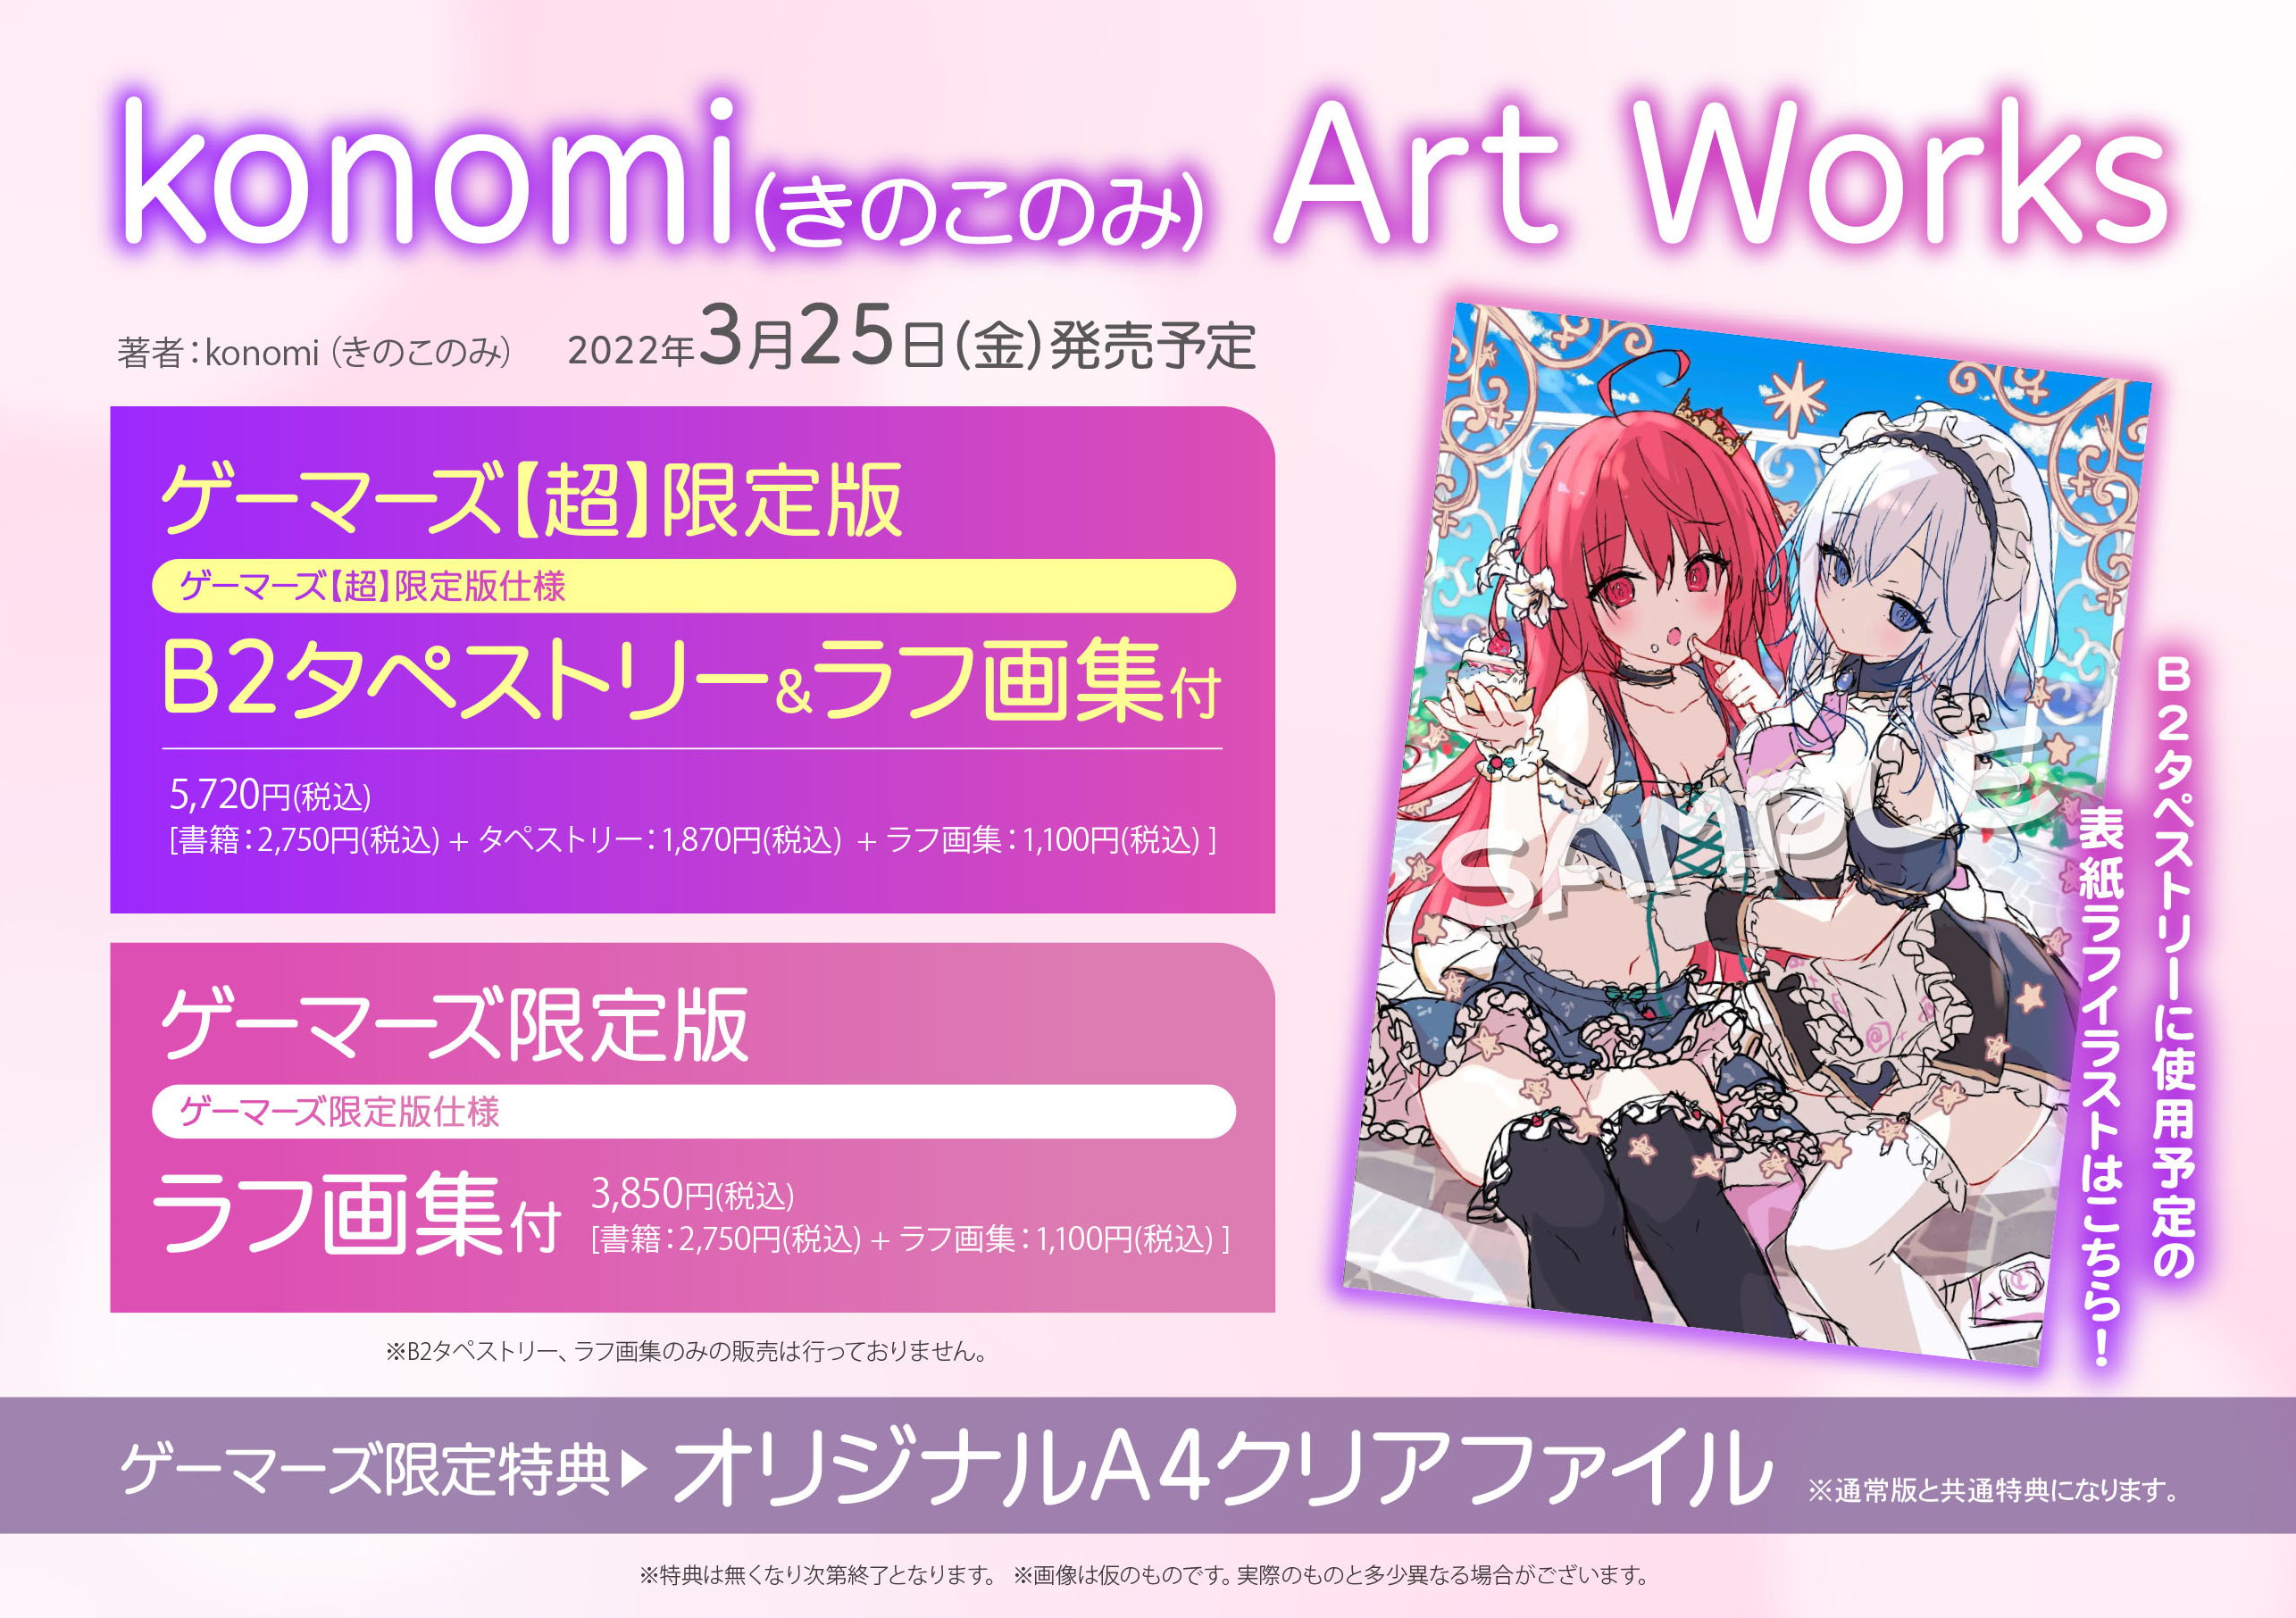 konomi(きのこのみ) Art Works
著者：konomi（きのこのみ） 2022年3月25日(金)発売予定
ゲーマーズ【超】限定版
ゲーマーズ【超】限定版仕様
B2タペストリー&ラフ画集付
5,720円(税込)
[書籍：2,750円(税込) + タペストリー：1,870円(税込) + ラフ画集：1,100円(税込) ]
ゲーマーズ限定版
ゲーマーズ限定版仕様
ラフ画集付
3,850円(税込)
[書籍：2,750円(税込) + ラフ画集：1,100円(税込) ]
※B2タペストリー、ラフ画集のみの販売は行っておりません。
SAMPLE
B2タペストリーに使用予定の
表紙ラフイラストはこちら！
ゲーマーズ限定特典▶オリジナルA4クリアファイル ※通常版と共通特典になります。
※特典は無くなり次第終了となります。 ※画像は仮のものです。実際のものと多少異なる場合がございます。